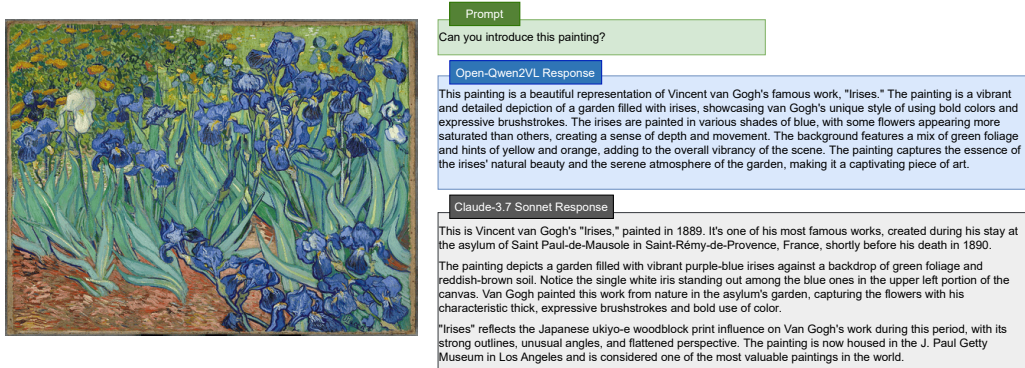 Prompt
Can you introduce this painting?
Open-Qwen2VL Response
This painting is a beautiful representation of Vincent van Gogh's famous work, "Irises." The painting is a vibrant
and detailed depiction of a garden filled with irises, showcasing van Gogh's unique style of using bold colors and
expressive brushstrokes. The irises are painted in various shades of blue, with some flowers appearing more
saturated than others, creating a sense of depth and movement. The background features a mix of green foliage
and hints of yellow and orange, adding to the overall vibrancy of the scene. The painting captures the essence of
the irises' natural beauty and the serene atmosphere of the garden, making it a captivating piece of art.
Claude-3.7 Sonnet Response
This is Vincent van Gogh's "Irises," painted in 1889. It's one of his most famous works, created during his stay at
the asylum of Saint Paul-de-Mausole in Saint-Rémy-de-Provence, France, shortly before his death in 1890.
The painting depicts a garden filled with vibrant purple-blue irises against a backdrop of green foliage and
reddish-brown soil. Notice the single white iris standing out among the blue ones in the upper left portion of the
canvas. Van Gogh painted this work from nature in the asylum's garden, capturing the flowers with his
characteristic thick, expressive brushstrokes and bold use of color.
"Irises" reflects the Japanese ukiyo-e woodblock print influence on Van Gogh's work during this period, with its
strong outlines, unusual angles, and flattened perspective. The painting is now housed in the J. Paul Getty
Museum in Los Angeles and is considered one of the most valuable paintings in the world.